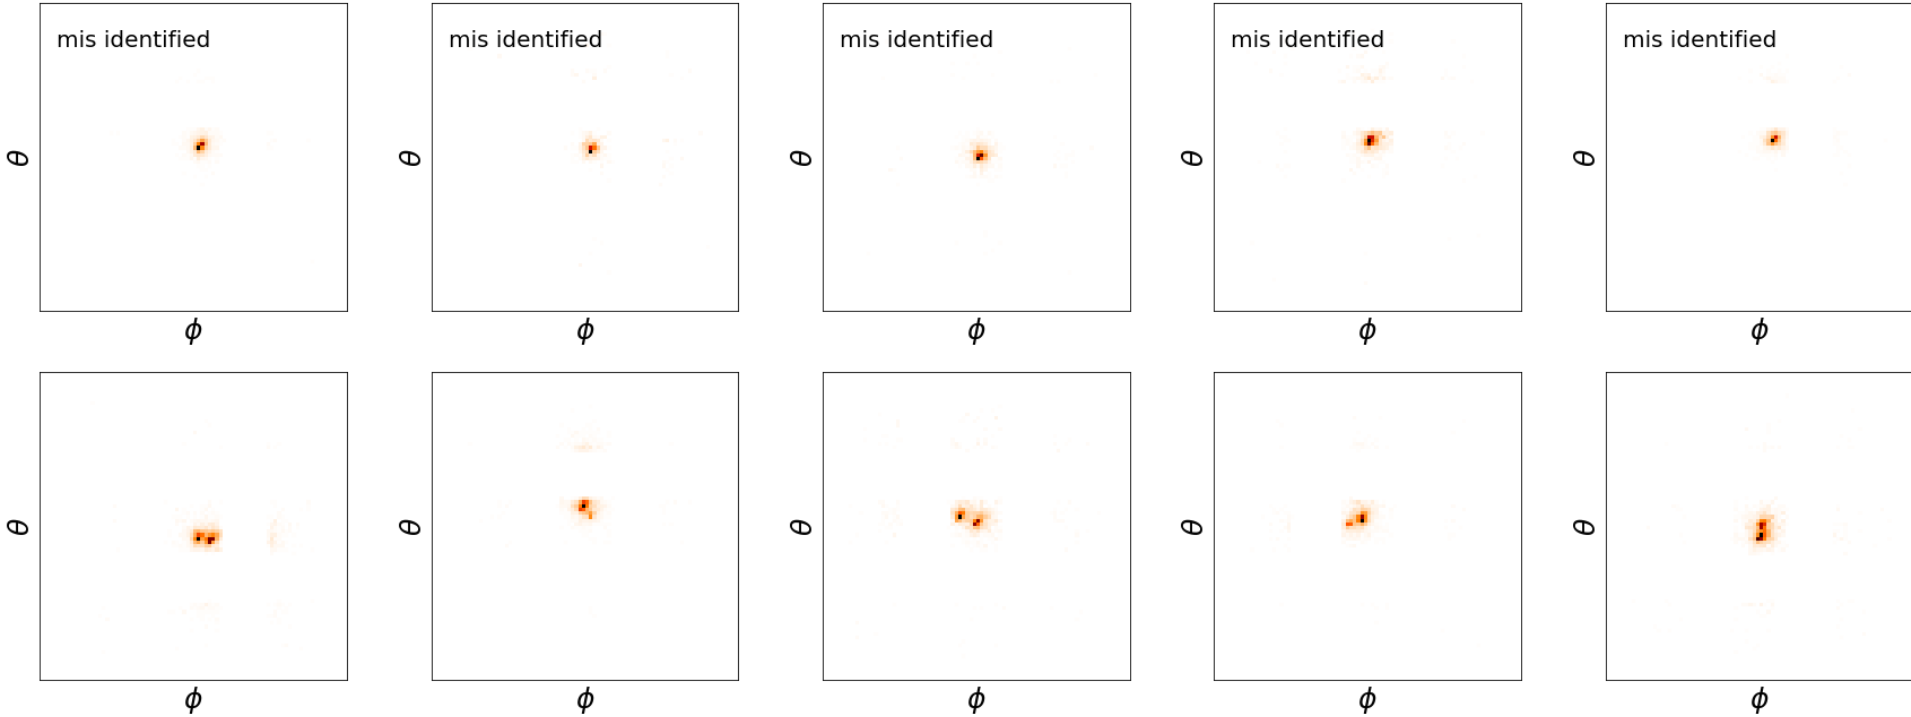 mis identified
mis identified
mis identified
mis identified
mis identified
θ
θ
θ
θ
θ
ϕ
ϕ
ϕ
ϕ
ϕ
θ
θ
θ
θ
θ
ϕ
ϕ
ϕ
ϕ
ϕ